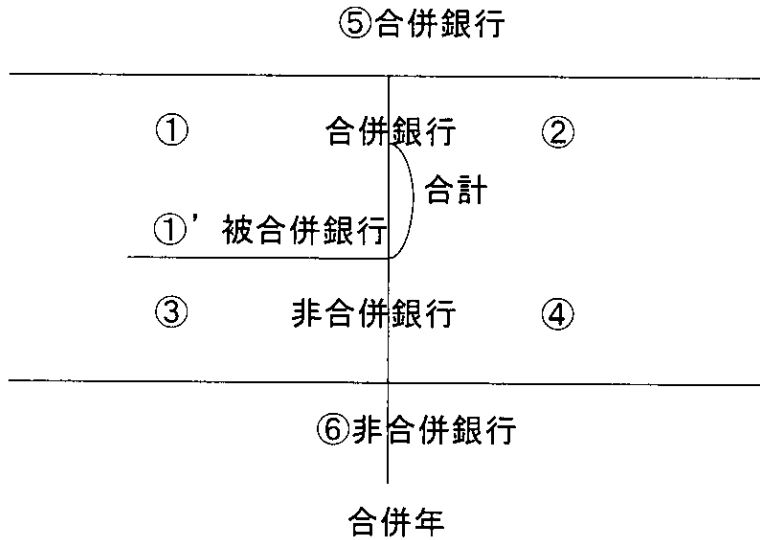 ⑤合併銀行
① 合併銀行 ②
合計
①’ 被合併銀行
③ 非合併銀行 ④
⑥非合併銀行
合併年